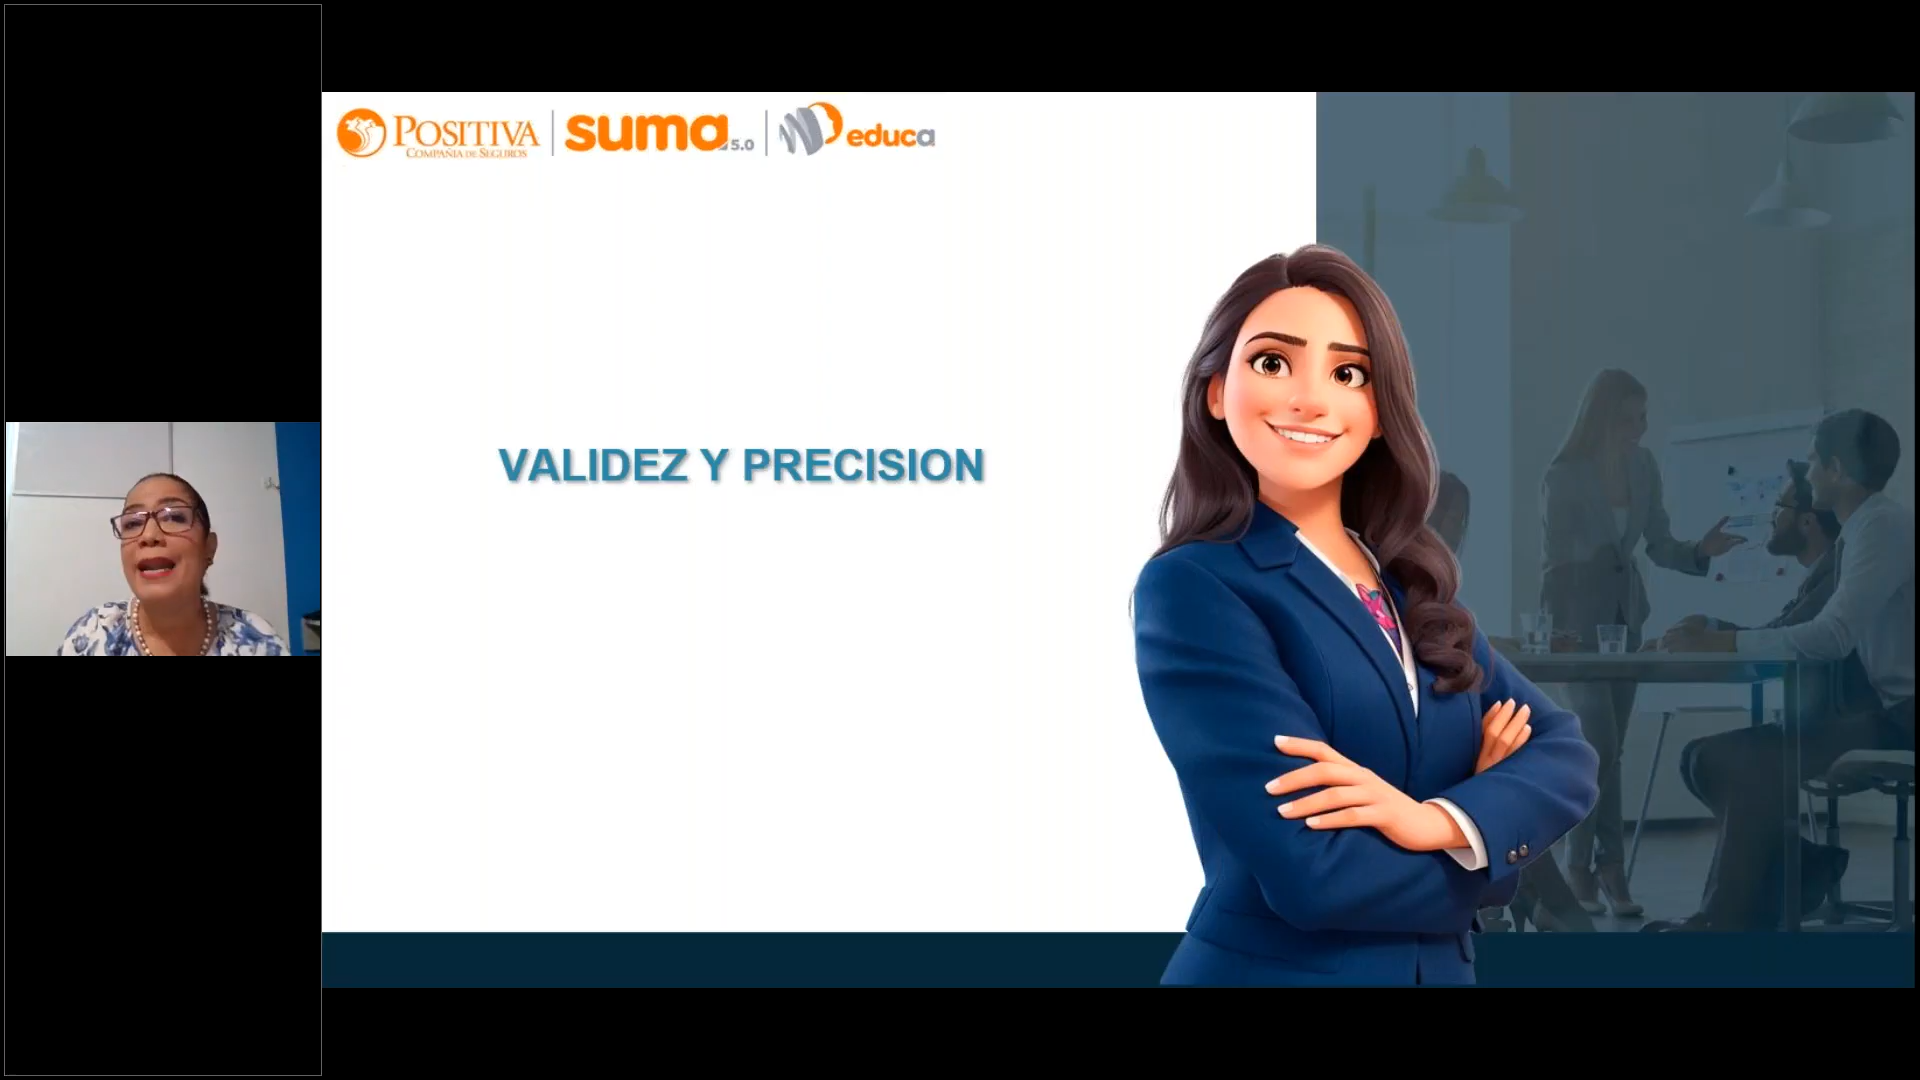 POSITIVA
COMPAÑIA DE SEGUROS
suma 5.0
educa
VALIDEZ Y PRECISION